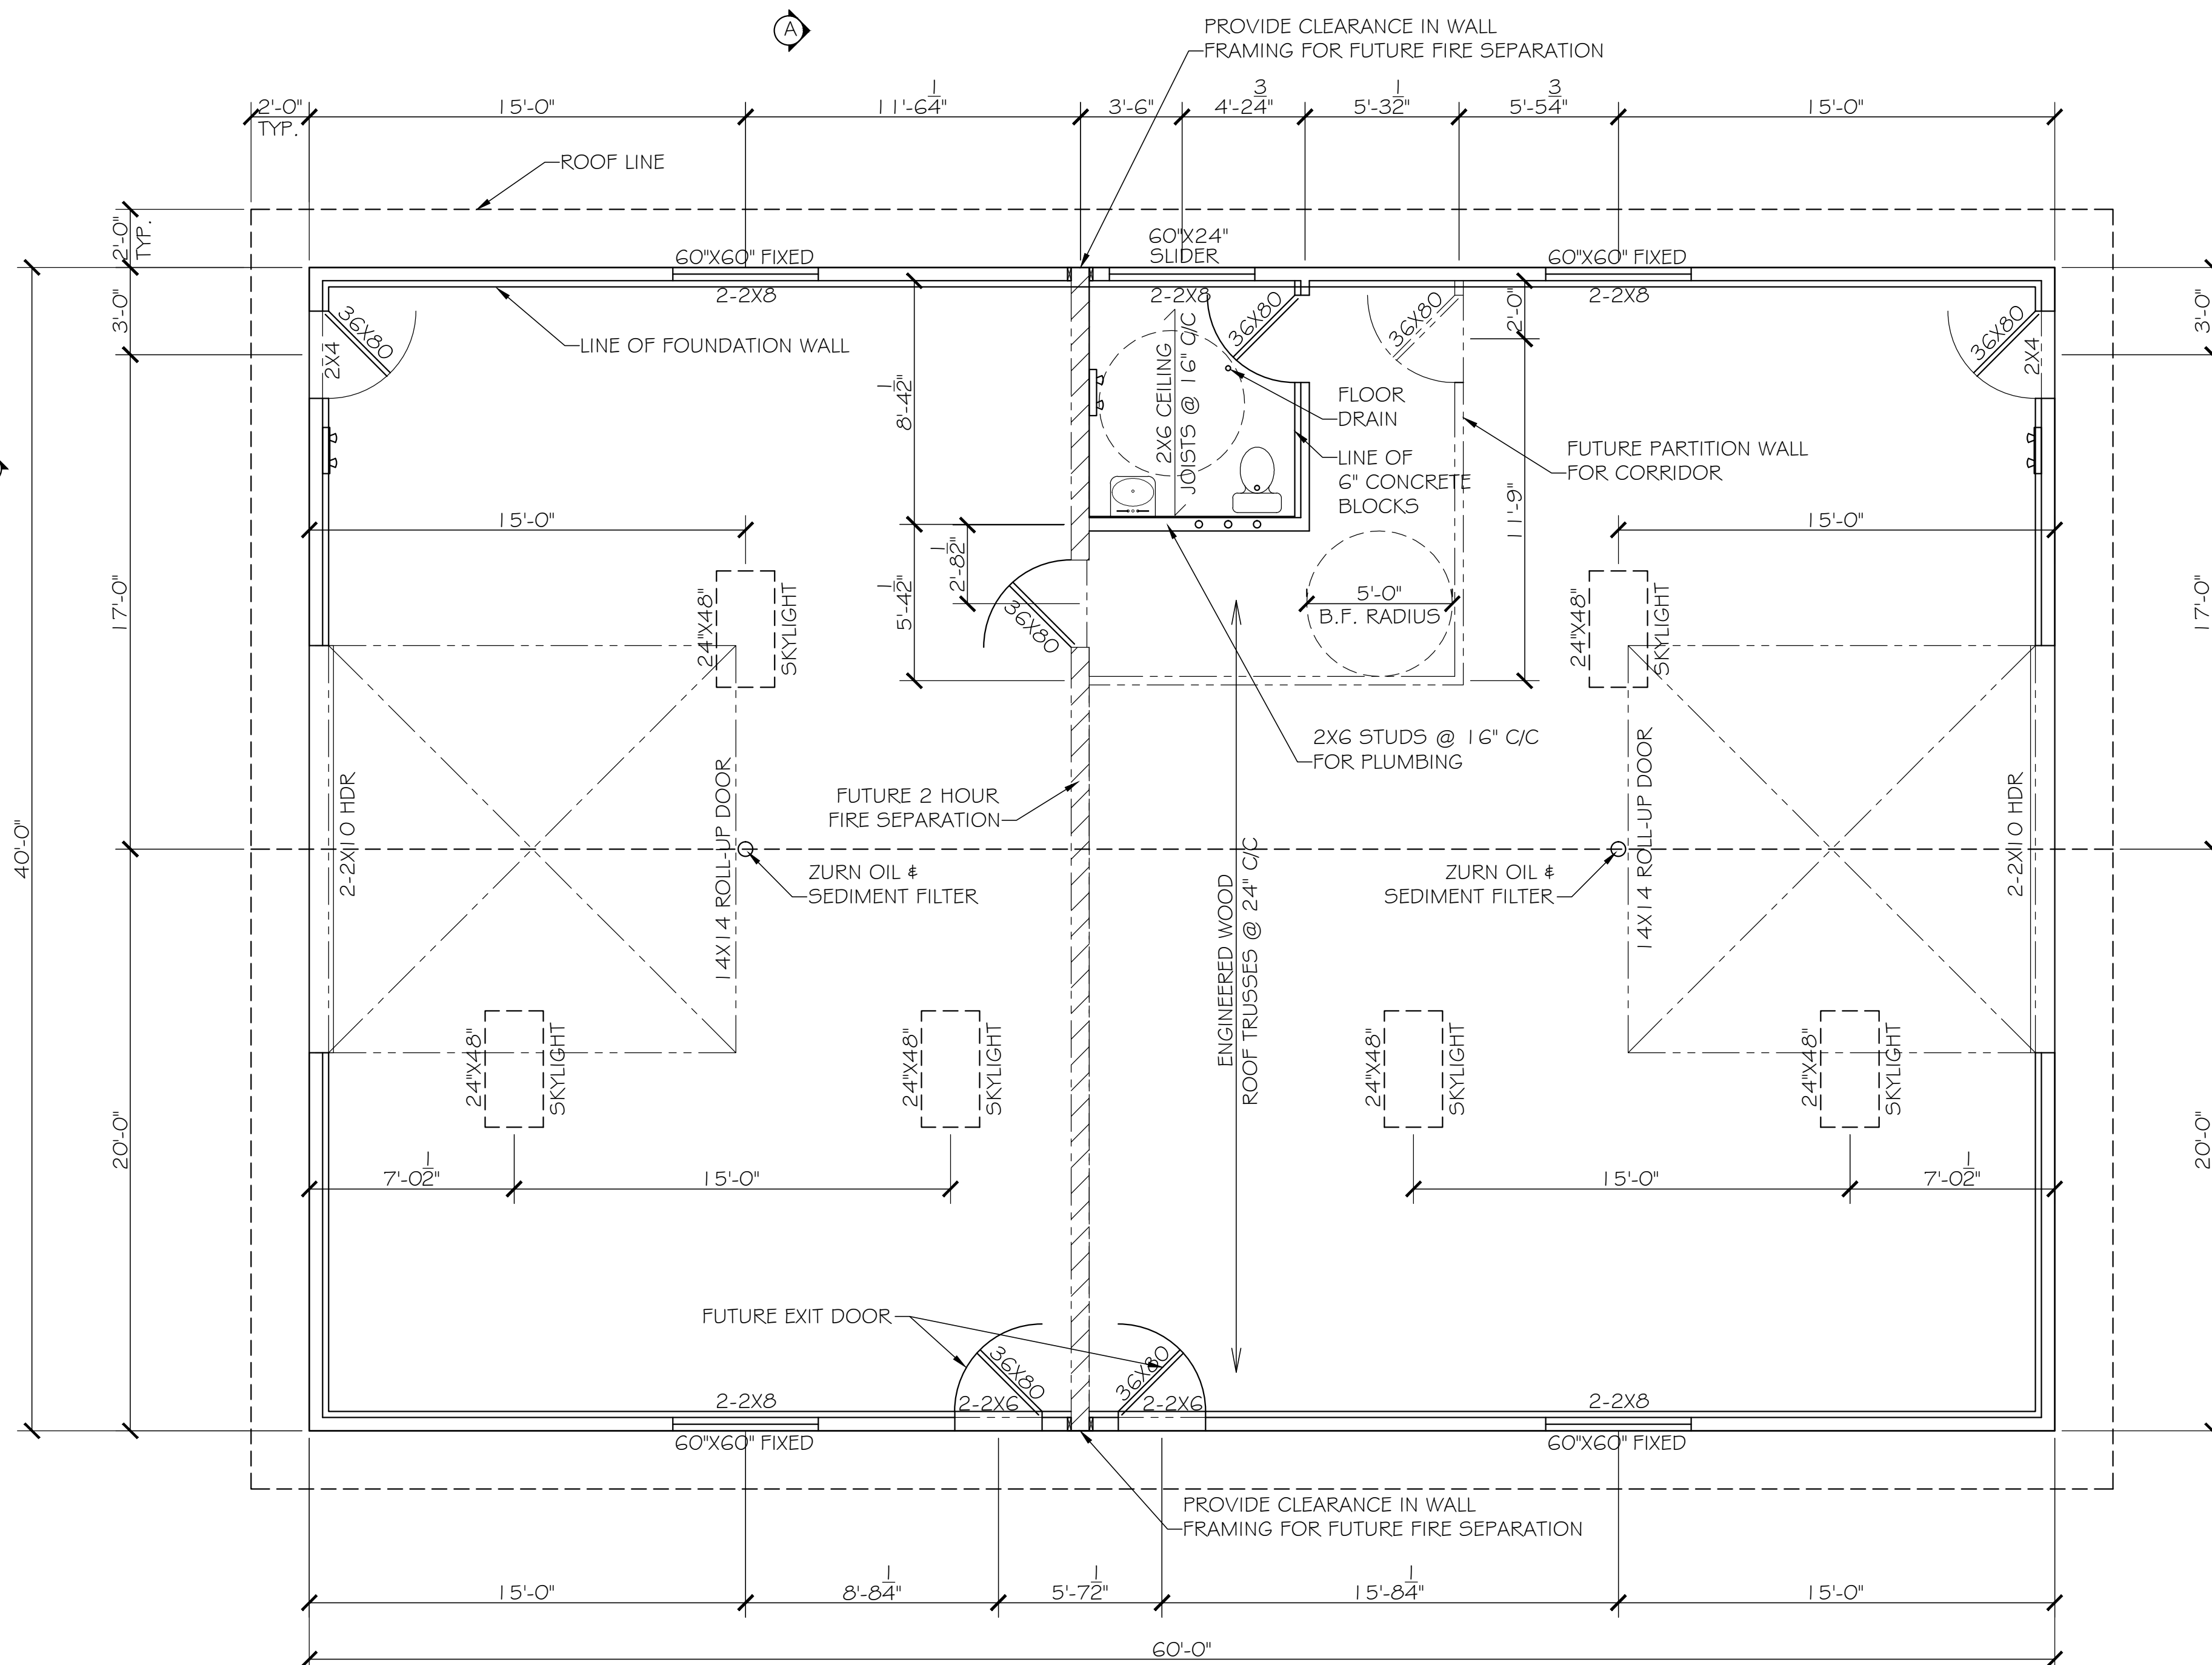 A
PROVIDE CLEARANCE IN WALL
FRAMING FOR FUTURE FIRE SEPARATION
2'-0"
TYP.
15'-0"
11'-6 1/4"
3'-6"
4'-2 3/4"
5'-3 1/2"
5'-5 3/4"
15'-0"
ROOF LINE
2'-0"
TYP.
60"X60" FIXED
60"X24"
SLIDER
60"X60" FIXED
2-2X8
2-2X8
2-2X8
3'-0"
36X80
2X4
LINE OF FOUNDATION WALL
8'-4 1/2"
2X6 CEILING
JOISTS @ 16" C/C
36X80
36X80
2'-0"
36X80
2X4
3'-0"
FLOOR
DRAIN
LINE OF
6" CONCRETE
BLOCKS
FUTURE PARTITION WALL
FOR CORRIDOR
11'-9"
15'-0"
15'-0"
2'-8 1/2"
5'-4 1/2"
36X80
5'-0"
B.F. RADIUS
24"X48"
SKYLIGHT
24"X48"
SKYLIGHT
17'-0"
17'-0"
40'-0"
2X6 STUDS @ 16" C/C
FOR PLUMBING
2-2X10 HDR
14X14 ROLL-UP DOOR
FUTURE 2 HOUR
FIRE SEPARATION
14X14 ROLL-UP DOOR
2-2X10 HDR
ZURN OIL &
SEDIMENT FILTER
ZURN OIL &
SEDIMENT FILTER
ENGINEERED WOOD
ROOF TRUSSES @ 24" C/C
24"X48"
SKYLIGHT
24"X48"
SKYLIGHT
24"X48"
SKYLIGHT
24"X48"
SKYLIGHT
20'-0"
20'-0"
7'-0 1/2"
15'-0"
15'-0"
7'-0 1/2"
FUTURE EXIT DOOR
36X80
36X80
2-2X8
2-2X6
2-2X6
2-2X8
60"X60" FIXED
60"X60" FIXED
PROVIDE CLEARANCE IN WALL
FRAMING FOR FUTURE FIRE SEPARATION
15'-0"
8'-8 1/4"
5'-7 1/2"
15'-8 1/4"
15'-0"
60'-0"